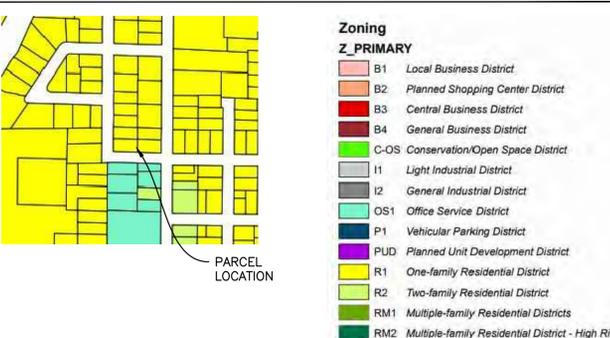 PARCEL
LOCATION
Zoning
Z_PRIMARY
B1 Local Business District
B2 Planned Shopping Center District
B3 Central Business District
B4 General Business District
C-OS Conservation/Open Space District
I1 Light Industrial District
I2 General Industrial District
OS1 Office Service District
P1 Vehicular Parking District
PUD Planned Unit Development District
R1 One-family Residential District
R2 Two-family Residential District
RM1 Multiple-family Residential Districts
RM2 Multiple-family Residential District - High Ri